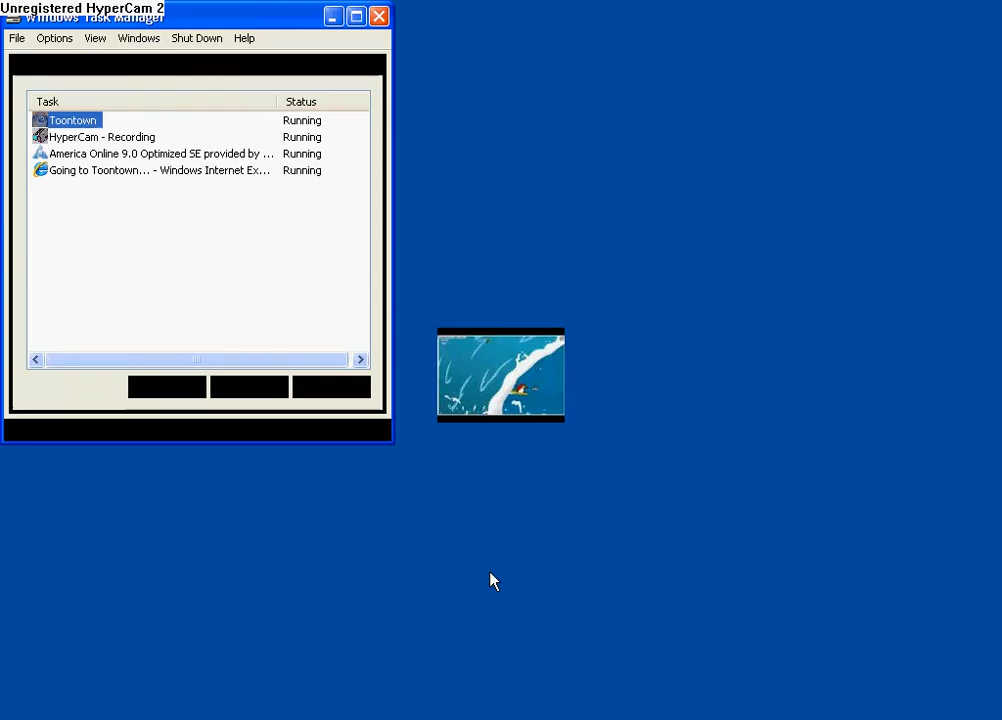 Unregistered HyperCam 2
Windows Task Manager
File Options View Windows Shut Down Help
Task Status
Toontown Running
HyperCam - Recording Running
America Online 9.0 Optimized SE provided by ... Running
Going to Toontown... - Windows Internet Ex... Running